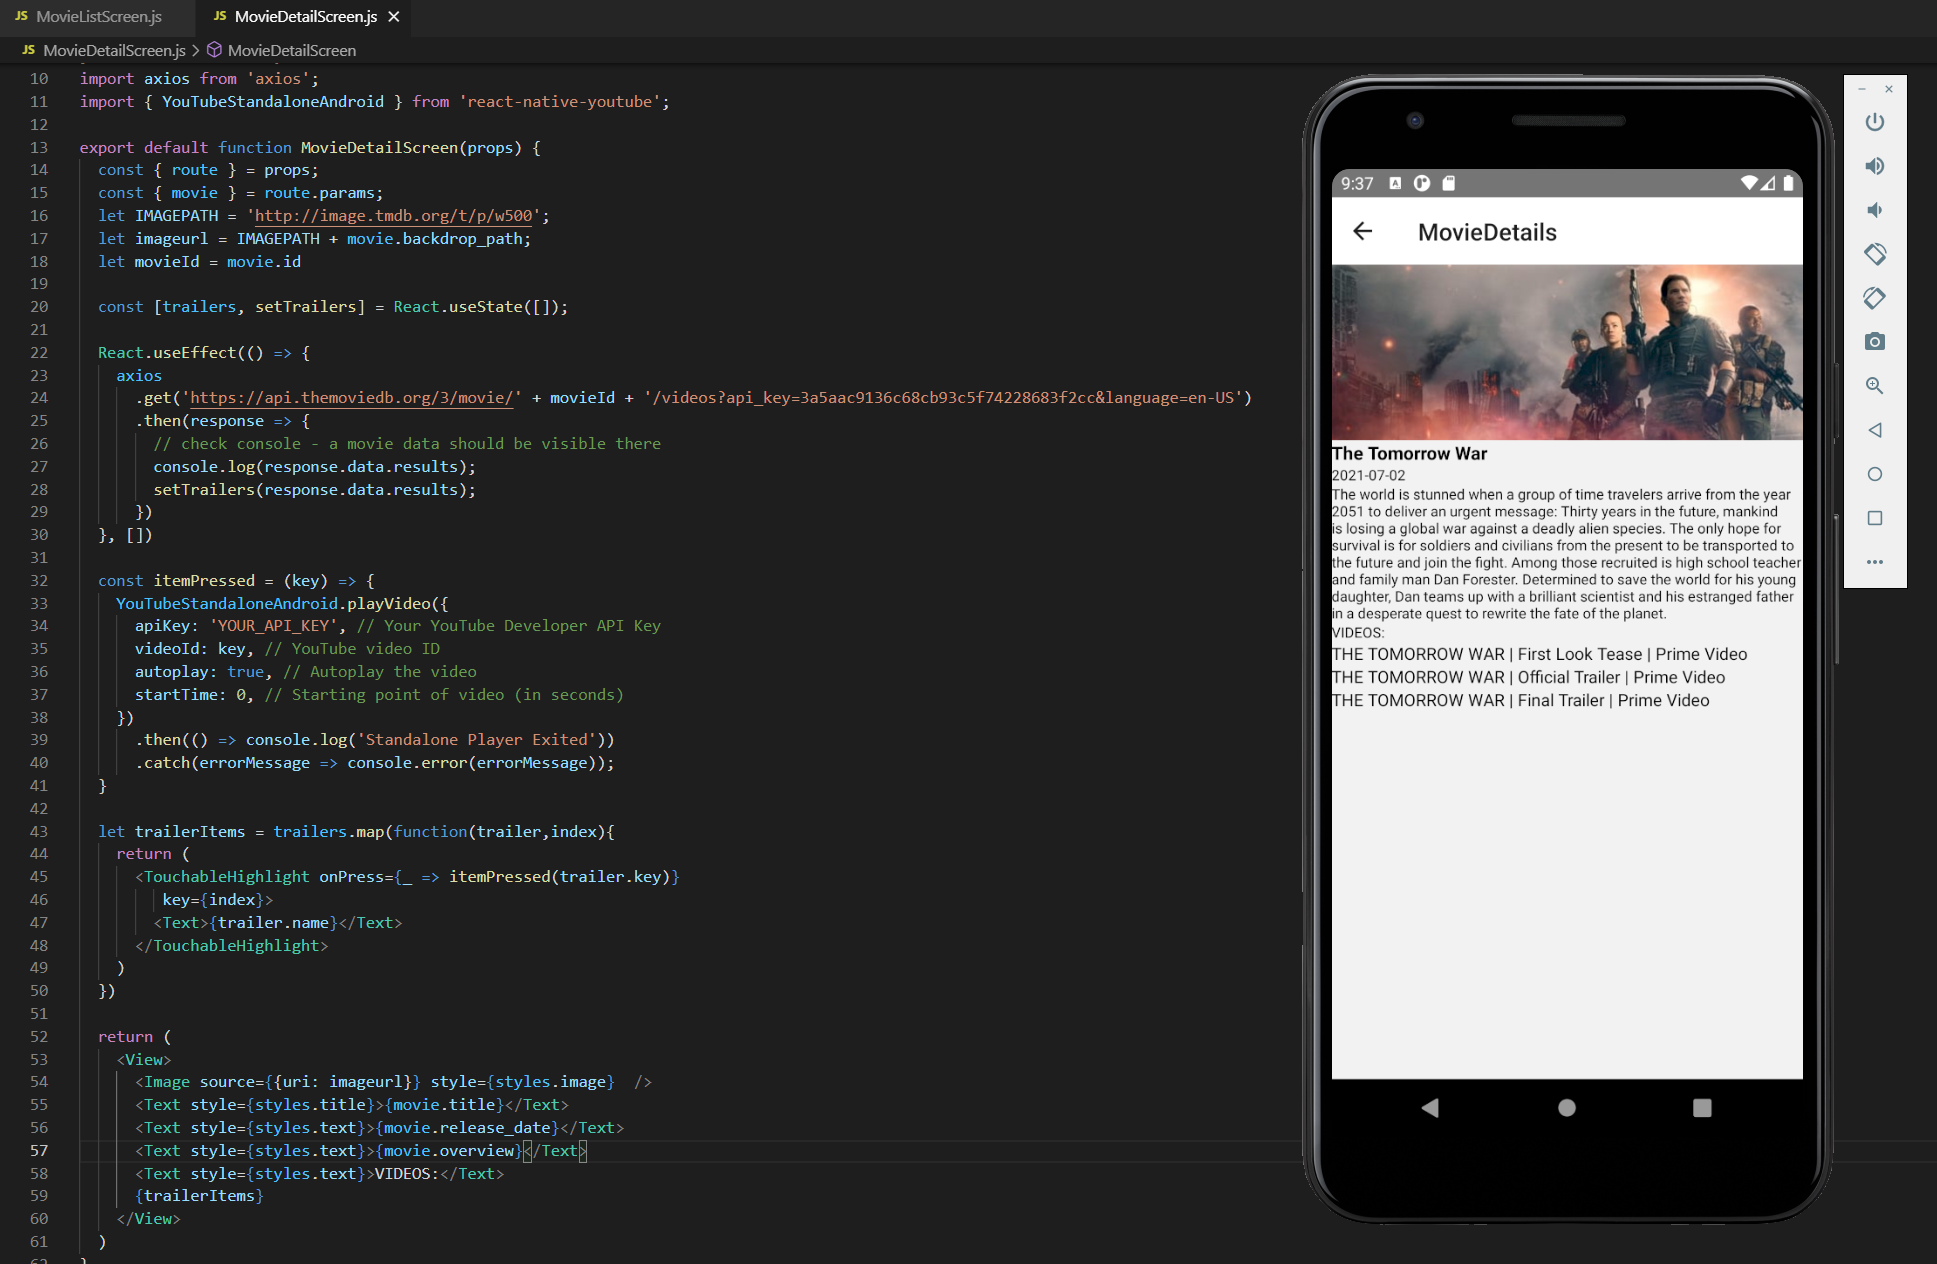 JS MovieListScreen.js
JS MovieDetailScreen.js
JS MovieDetailScreen.js > MovieDetailScreen
10 import axios from 'axios';
11 import { YouTubeStandaloneAndroid } from 'react-native-youtube';
12
13 export default function MovieDetailScreen(props) {
14 const { route } = props;
15 const { movie } = route.params;
16 let IMAGEPATH = 'http://image.tmdb.org/t/p/w500';
17 let imageurl = IMAGEPATH + movie.backdrop_path;
18 let movieId = movie.id
19
20 const [trailers, setTrailers] = React.useState([]);
21
22 React.useEffect(() => {
23 axios
24 .get('https://api.themoviedb.org/3/movie/' + movieId + '/videos?api_key=3a5aac9136c68cb93c5f74228683f2cc&language=en-US')
25 .then(response => {
26 // check console - a movie data should be visible there
27 console.log(response.data.results);
28 setTrailers(response.data.results);
29 })
30 }, [])
31
32 const itemPressed = (key) => {
33 YouTubeStandaloneAndroid.playVideo({
34 apiKey: 'YOUR_API_KEY', // Your YouTube Developer API Key
35 videoId: key, // YouTube video ID
36 autoplay: true, // Autoplay the video
37 startTime: 0, // Starting point of video (in seconds)
38 })
39 .then(() => console.log('Standalone Player Exited'))
40 .catch(errorMessage => console.error(errorMessage));
41 }
42
43 let trailerItems = trailers.map(function(trailer,index){
44 return (
45 <TouchableHighlight onPress={_ => itemPressed(trailer.key)}
46 key={index}>
47 <Text>{trailer.name}</Text>
48 </TouchableHighlight>
49 )
50 })
51
52 return (
53 <View>
54 <Image source={{uri: imageurl}} style={styles.image}  />
55 <Text style={styles.title}>{movie.title}</Text>
56 <Text style={styles.text}>{movie.release_date}</Text>
57 <Text style={styles.text}>{movie.overview}</Text>
58 <Text style={styles.text}>VIDEOS:</Text>
59 {trailerItems}
60 </View>
61 )
9:37
MovieDetails
The Tomorrow War
2021-07-02
The world is stunned when a group of time travelers arrive from the year
2051 to deliver an urgent message: Thirty years in the future, mankind
is losing a global war against a deadly alien species. The only hope for
survival is for soldiers and civilians from the present to be transported to
the future and join the fight. Among those recruited is high school teacher
and family man Dan Forester. Determined to save the world for his young
daughter, Dan teams up with a brilliant scientist and his estranged father
in a desperate quest to rewrite the fate of the planet.
VIDEOS:
THE TOMORROW WAR | First Look Tease | Prime Video
THE TOMORROW WAR | Official Trailer | Prime Video
THE TOMORROW WAR | Final Trailer | Prime Video